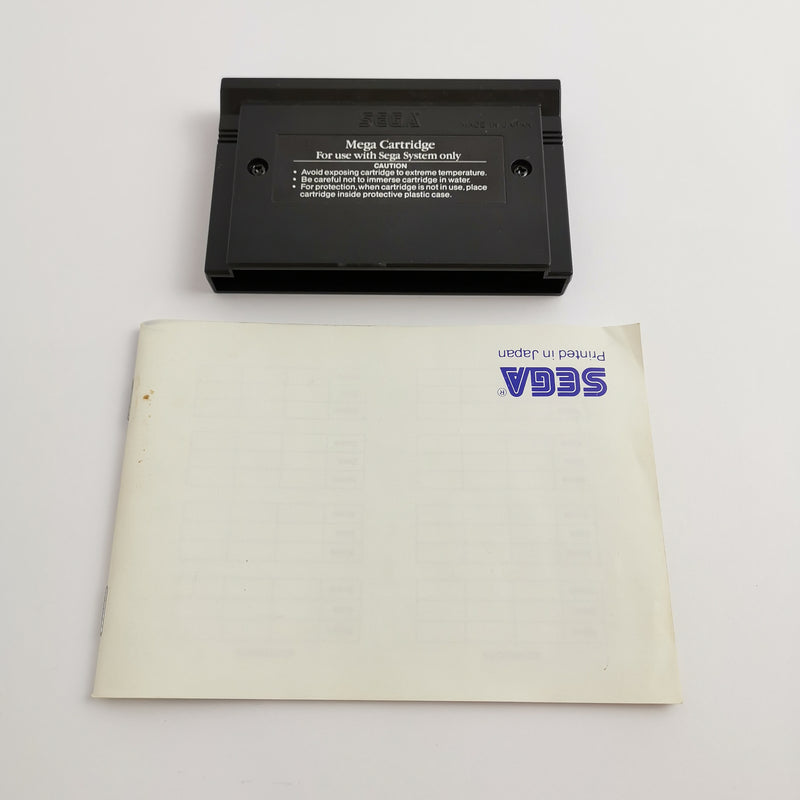 SEGA
MADE IN JAPAN
Mega Cartridge
For use with Sega System only
CAUTION
• Avoid exposing cartridge to extreme temperature.
• Be careful not to immerse cartridge in water.
• For protection, when cartridge is not in use, place
cartridge inside protective plastic case.
SEGA®
Printed in Japan